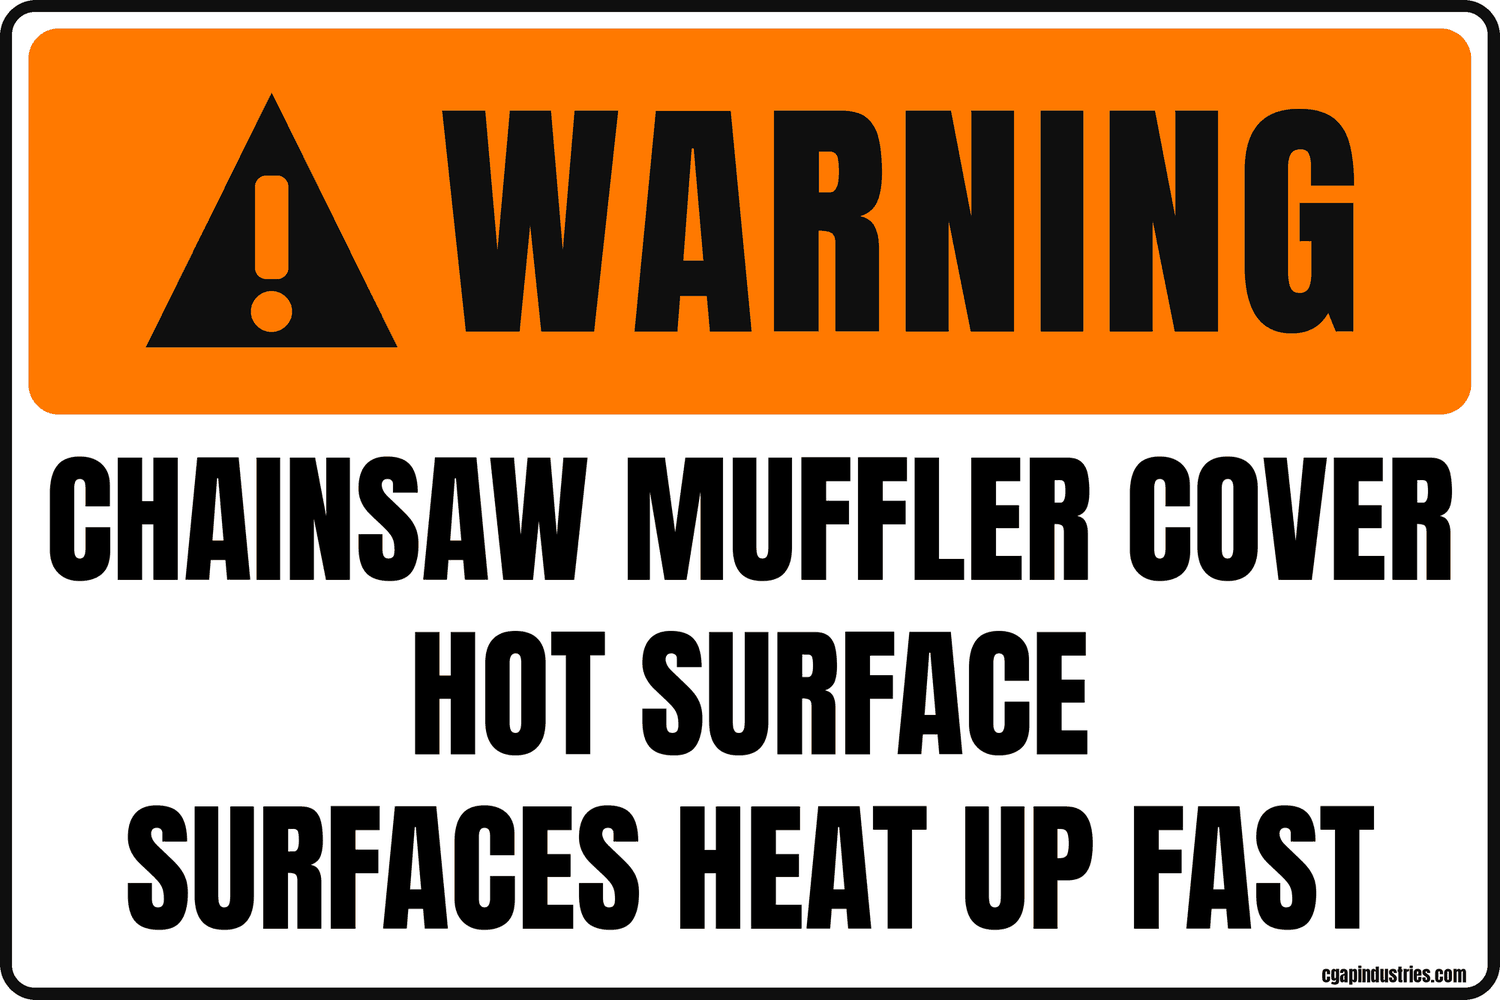 WARNING
CHAINSAW MUFFLER COVER
HOT SURFACE
SURFACES HEAT UP FAST
cgapindustries.com